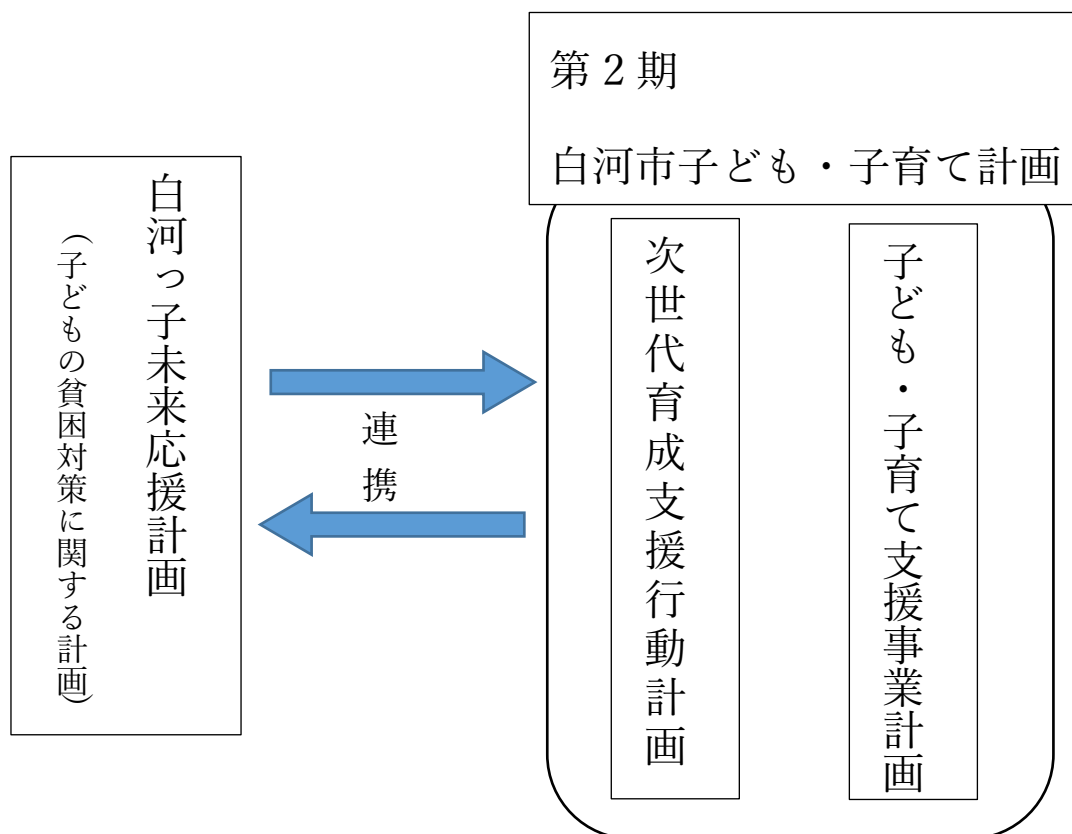 第２期
白河市子ども・子育て計画
子ども・子育て支援事業計画
次世代育成支援行動計画
連携
白河っ子未来応援計画
(子どもの貧困対策に関する計画)